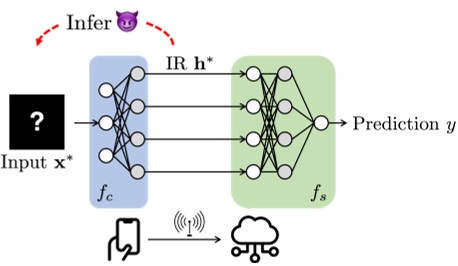 Infer
IR h*
?
Prediction y
Input x*
f_c
f_s